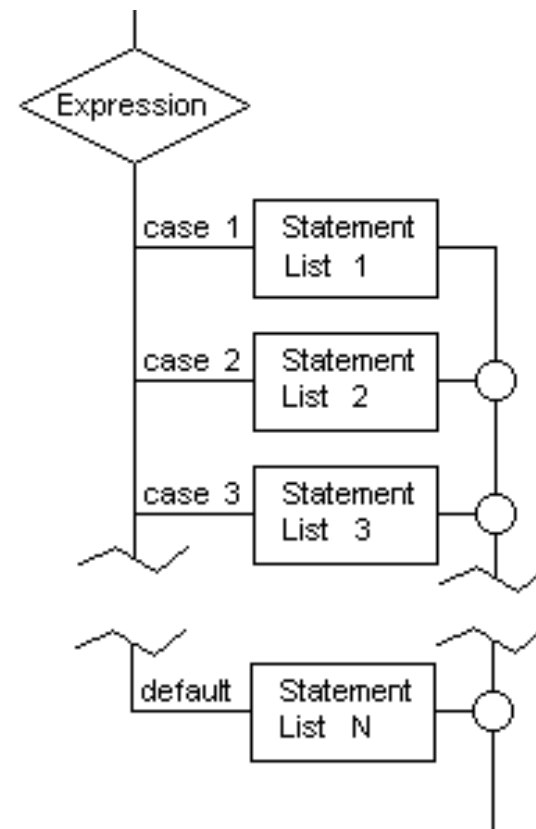 Expression
case 1
Statement
List 1
case 2
Statement
List 2
case 3
Statement
List 3
default
Statement
List N